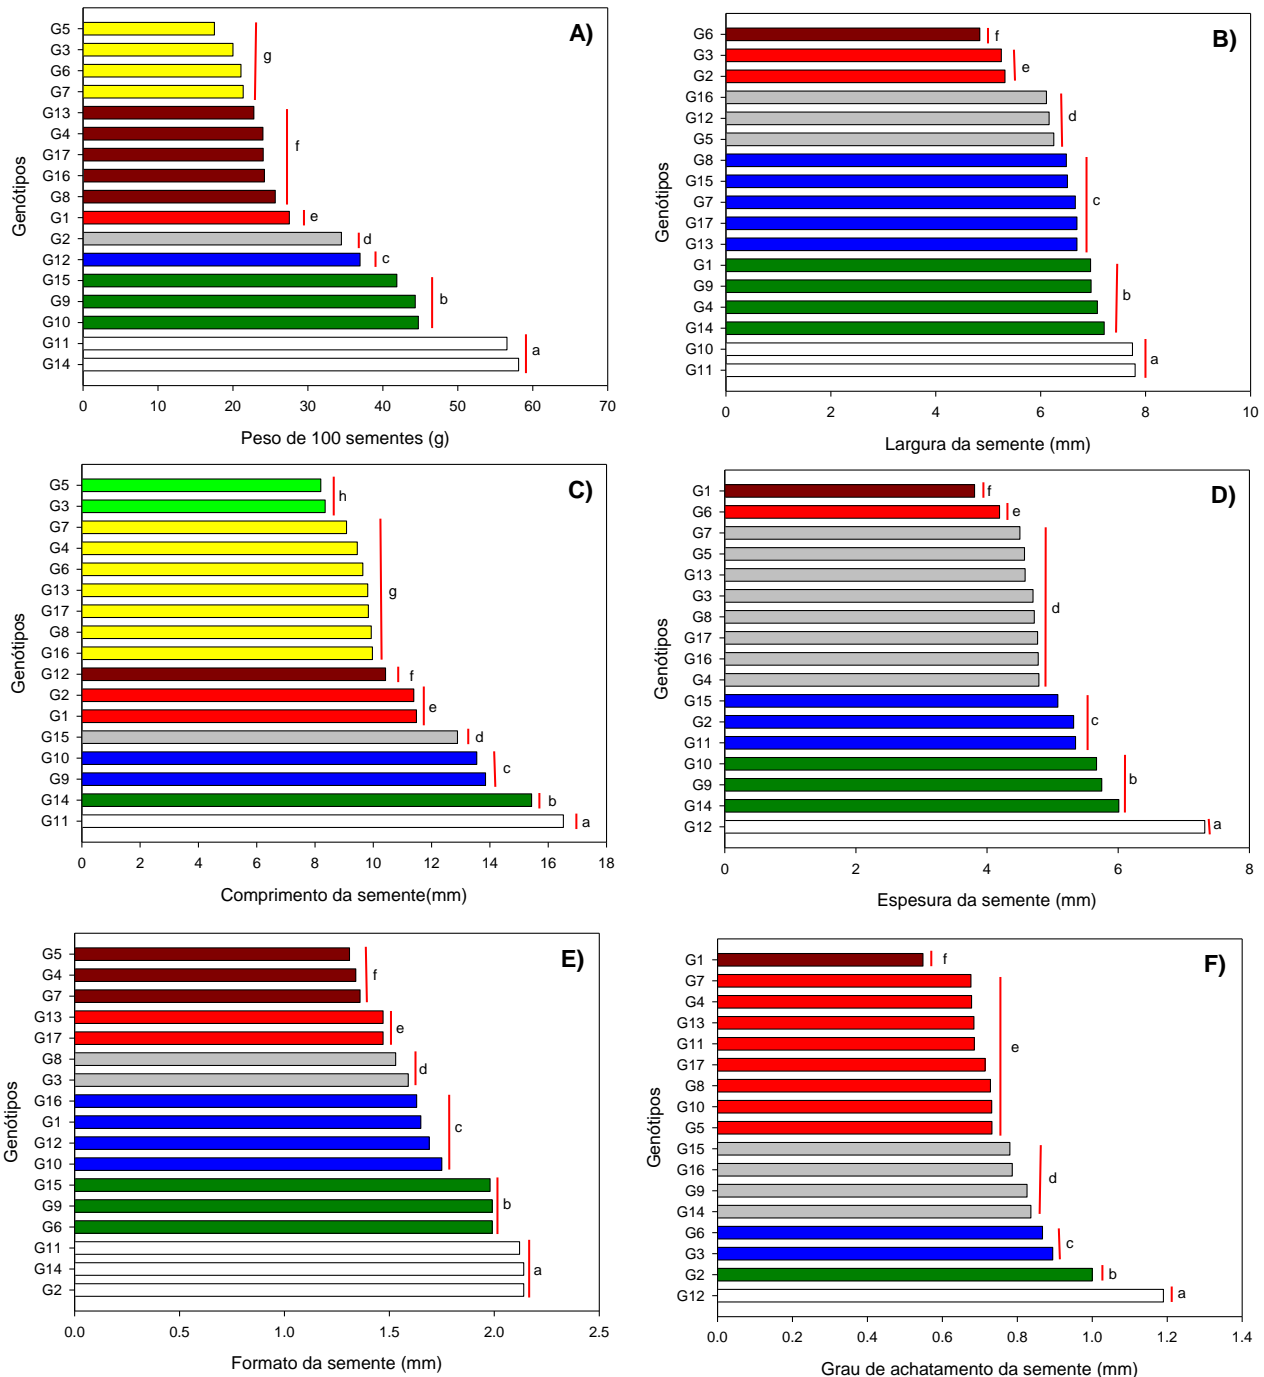 A)
Genótipos
G5
G3
G6
G7
G13
G4
G17
G16
G8
G1
G2
G12
G15
G9
G10
G11
G14
g
f
e
d
c
b
a
0 10 20 30 40 50 60 70
Peso de 100 sementes (g)
B)
Genótipos
G6
G3
G2
G16
G12
G5
G8
G15
G7
G17
G13
G1
G9
G4
G14
G10
G11
f
e
d
c
b
a
0 2 4 6 8 10
Largura da semente (mm)
C)
Genótipos
G5
G3
G7
G4
G6
G13
G17
G8
G16
G12
G2
G1
G15
G10
G9
G14
G11
h
g
f
e
d
c
b
a
0 2 4 6 8 10 12 14 16 18
Comprimento da semente(mm)
D)
Genótipos
G1
G6
G7
G5
G13
G3
G8
G17
G16
G4
G15
G2
G11
G10
G9
G14
G12
f
e
d
c
b
a
0 2 4 6 8
Espesura da semente (mm)
E)
Genótipos
G5
G4
G7
G13
G17
G8
G3
G16
G1
G12
G10
G15
G9
G6
G11
G14
G2
f
e
d
c
b
a
0.0 0.5 1.0 1.5 2.0 2.5
Formato da semente (mm)
F)
Genótipos
G1
G7
G4
G13
G11
G17
G8
G10
G5
G15
G16
G9
G14
G6
G3
G2
G12
f
e
d
c
b
a
0.0 0.2 0.4 0.6 0.8 1.0 1.2 1.4
Grau de achatamento da semente (mm)